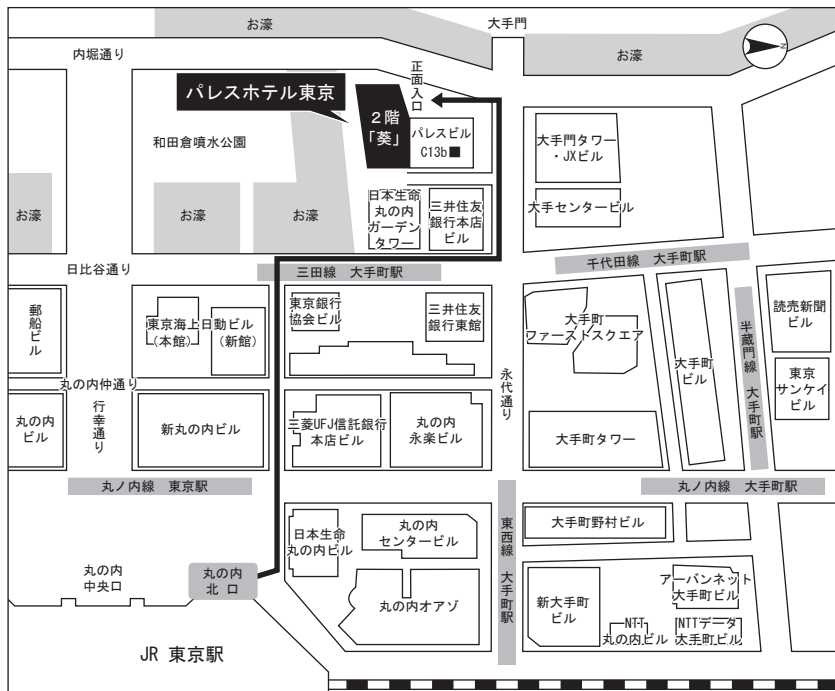 お濠
大手門
内堀通り
お濠
N
正面入口
パレスホテル東京
2階
「葵」
パレスビル
C13b■
和田倉噴水公園
大手門タワー
・JXビル
大手センタービル
お濠
お濠
お濠
日本生命
丸の内
ガーデン
タワー
三井住友
銀行本店
ビル
日比谷通り
三田線 大手町駅
千代田線 大手町駅
郵船ビル
東京海上日動ビル
(本館)
(新館)
東京銀行
協会ビル
三井住友
銀行東館
大手町
ファーストスクエア
大手町
ビル
半蔵門線 大手町駅
読売新聞
ビル
東京
サンケイ
ビル
丸の内仲通り
永代通り
丸の内
ビル
行幸通り
新丸の内ビル
三菱UFJ信託銀行
本店ビル
丸の内
永楽ビル
大手町タワー
丸ノ内線 東京駅
丸ノ内線 大手町駅
東西線 大手町駅
日本生命
丸の内ビル
丸の内
センタービル
大手町野村ビル
丸の内
中央口
丸の内
北口
丸の内オアゾ
新大手町
ビル
アーバンネット
大手町ビル
NTT
丸の内ビル
NTTデータ
大手町ビル
JR 東京駅